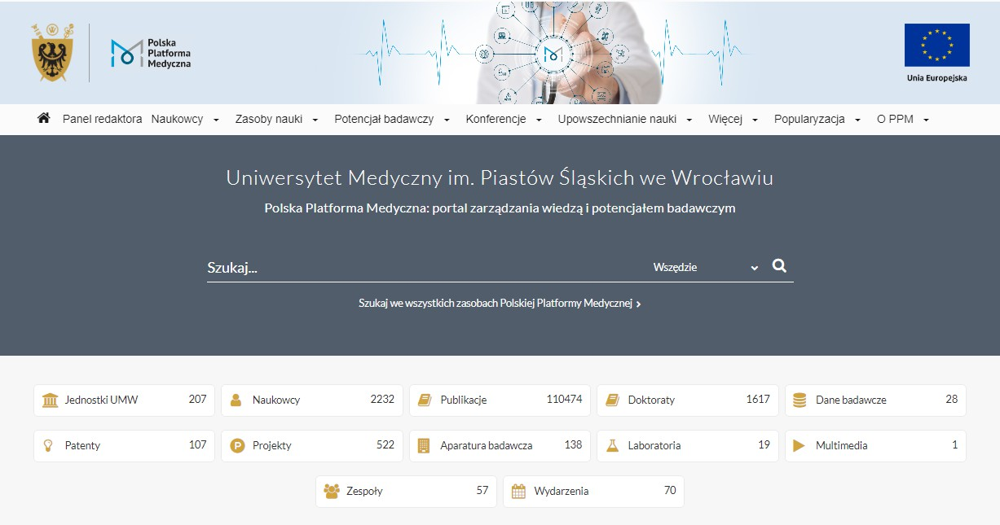 Polska
Platforma
Medyczna
Unia Europejska
Panel redaktora Naukowcy Zasoby nauki Potencjał badawczy Konferencje Upowszechnianie nauki Więcej Popularyzacja O PPM
Uniwersytet Medyczny im. Piastów Śląskich we Wrocławiu
Polska Platforma Medyczna: portal zarządzania wiedzą i potencjałem badawczym
Szukaj... Wszędzie
Szukaj we wszystkich zasobach Polskiej Platformy Medycznej
Jednostki UMW 207 Naukowcy 2232 Publikacje 110474 Doktoraty 1617 Dane badawcze 28
Patenty 107 Projekty 522 Aparatura badawcza 138 Laboratoria 19 Multimedia 1
Zespoły 57 Wydarzenia 70